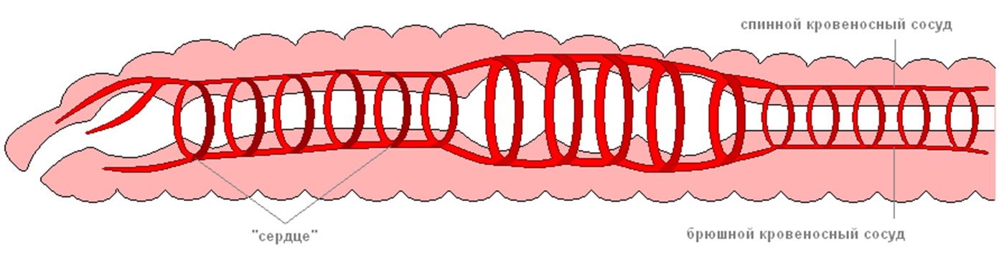 спинной кровеносный сосуд
"сердце"
брюшной кровеносный сосуд